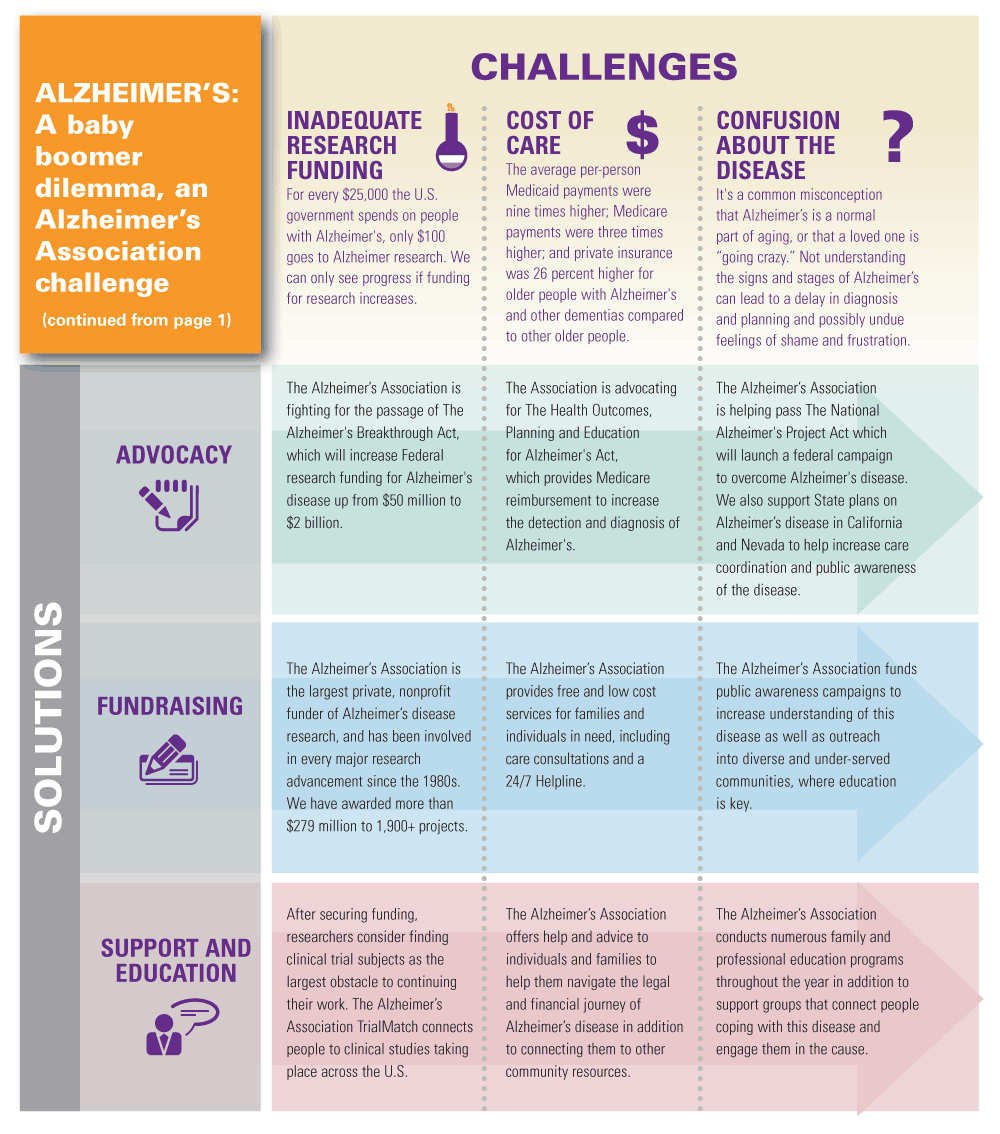 ALZHEIMER’S:
A baby
boomer
dilemma, an
Alzheimer’s
Association
challenge
(continued from page 1)
CHALLENGES
INADEQUATE
RESEARCH
FUNDING
For every $25,000 the U.S.
government spends on people
with Alzheimer's, only $100
goes to Alzheimer research. We
can only see progress if funding
for research increases.
COST OF
CARE
$
The average per-person
Medicaid payments were
nine times higher; Medicare
payments were three times
higher; and private insurance
was 26 percent higher for
older people with Alzheimer's
and other dementias compared
to other older people.
CONFUSION
ABOUT THE
DISEASE
?
It's a common misconception
that Alzheimer’s is a normal
part of aging, or that a loved one is
“going crazy.” Not understanding
the signs and stages of Alzheimer’s
can lead to a delay in diagnosis
and planning and possibly undue
feelings of shame and frustration.
SOLUTIONS
ADVOCACY
The Alzheimer’s Association is
fighting for the passage of The
Alzheimer's Breakthrough Act,
which will increase Federal
research funding for Alzheimer's
disease up from $50 million to
$2 billion.
The Association is advocating
for The Health Outcomes,
Planning and Education
for Alzheimer's Act,
which provides Medicare
reimbursement to increase
the detection and diagnosis of
Alzheimer's.
The Alzheimer’s Association
is helping pass The National
Alzheimer's Project Act which
will launch a federal campaign
to overcome Alzheimer's disease.
We also support State plans on
Alzheimer’s disease in California
and Nevada to help increase care
coordination and public awareness
of the disease.
FUNDRAISING
The Alzheimer’s Association is
the largest private, nonprofit
funder of Alzheimer’s disease
research, and has been involved
in every major research
advancement since the 1980s.
We have awarded more than
$279 million to 1,900+ projects.
The Alzheimer’s Association
provides free and low cost
services for families and
individuals in need, including
care consultations and a
24/7 Helpline.
The Alzheimer’s Association funds
public awareness campaigns to
increase understanding of this
disease as well as outreach
into diverse and under-served
communities, where education
is key.
SUPPORT AND
EDUCATION
After securing funding,
researchers consider finding
clinical trial subjects as the
largest obstacle to continuing
their work. The Alzheimer’s
Association TrialMatch connects
people to clinical studies taking
place across the U.S.
The Alzheimer’s Association
offers help and advice to
individuals and families to
help them navigate the legal
and financial journey of
Alzheimer’s disease in addition
to connecting them to other
community resources.
The Alzheimer’s Association
conducts numerous family and
professional education programs
throughout the year in addition to
support groups that connect people
coping with this disease and
engage them in the cause.